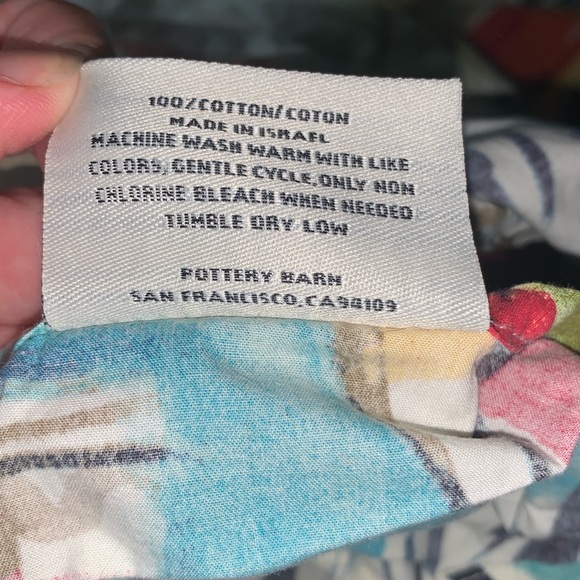 100%COTTON/COTON
MADE IN ISRAEL
MACHINE WASH WARM WITH LIKE
COLORS, GENTLE CYCLE, ONLY NON
CHLORINE BLEACH WHEN NEEDED
TUMBLE DRY LOW
POTTERY BARN
SAN FRANCISCO, CA94109